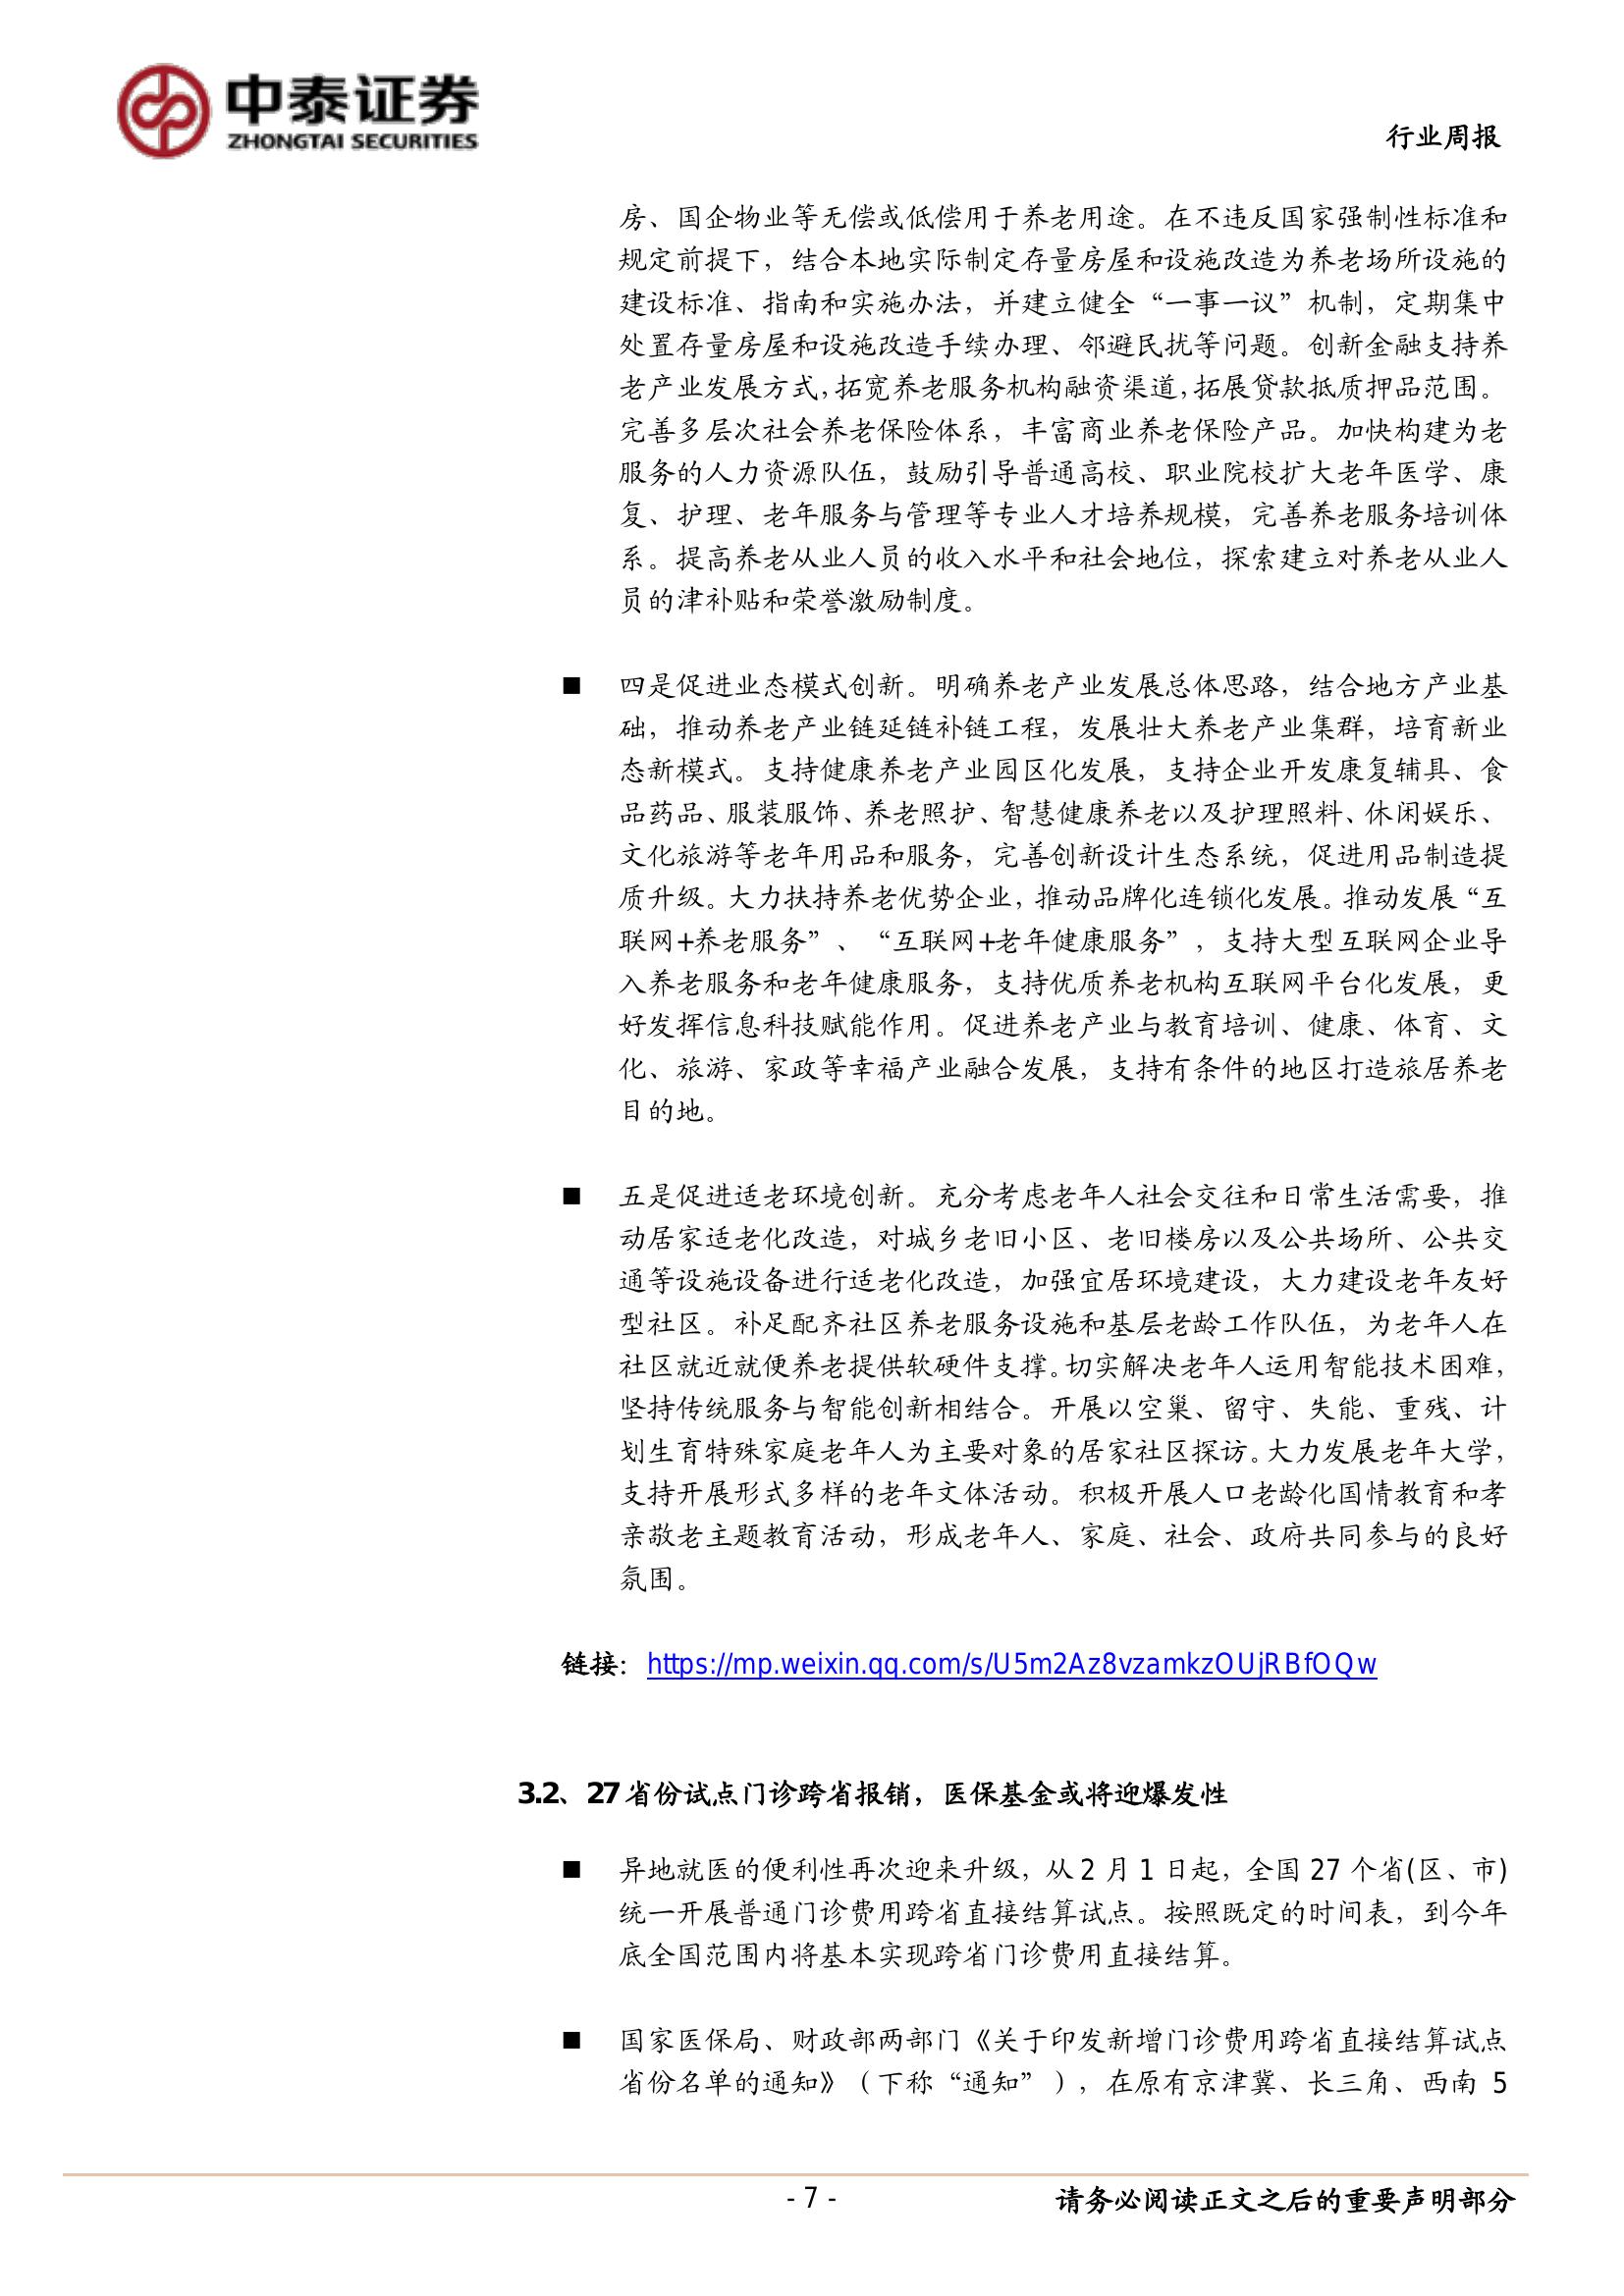 中泰证券
ZHONGTAI SECURITIES
行业周报
房、国企物业等无偿或低偿用于养老用途。在不违反国家强制性标准和
规定前提下，结合本地实际制定存量房屋和设施改造为养老场所设施的
建设标准、指南和实施办法，并建立健全“一事一议”机制，定期集中
处置存量房屋和设施改造手续办理、邻避民扰等问题。创新金融支持养
老产业发展方式，拓宽养老服务机构融资渠道，拓展贷款抵质押品范围。
完善多层次社会养老保险体系，丰富商业养老保险产品。加快构建为老
服务的人力资源队伍，鼓励引导普通高校、职业院校扩大老年医学、康
复、护理、老年服务与管理等专业人才培养规模，完善养老服务培训体
系。提高养老从业人员的收入水平和社会地位，探索建立对养老从业人
员的津补贴和荣誉激励制度。
■ 四是促进业态模式创新。明确养老产业发展总体思路，结合地方产业基
础，推动养老产业链延链补链工程，发展壮大养老产业集群，培育新业
态新模式。支持健康养老产业园区化发展，支持企业开发康复辅具、食
品药品、服装服饰、养老照护、智慧健康养老以及护理照料、休闲娱乐、
文化旅游等老年用品和服务，完善创新设计生态系统，促进用品制造提
质升级。大力扶持养老优势企业，推动品牌化连锁化发展。推动发展“互
联网+养老服务”、“互联网+老年健康服务”，支持大型互联网企业导
入养老服务和老年健康服务，支持优质养老机构互联网平台化发展，更
好发挥信息科技赋能作用。促进养老产业与教育培训、健康、体育、文
化、旅游、家政等幸福产业融合发展，支持有条件的地区打造旅居养老
目的地。
■ 五是促进适老环境创新。充分考虑老年人社会交往和日常生活需要，推
动居家适老化改造，对城乡老旧小区、老旧楼房以及公共场所、公共交
通等设施设备进行适老化改造，加强宜居环境建设，大力建设老年友好
型社区。补足配齐社区养老服务设施和基层老龄工作队伍，为老年人在
社区就近就便养老提供软硬件支撑。切实解决老年人运用智能技术困难，
坚持传统服务与智能创新相结合。开展以空巢、留守、失能、重残、计
划生育特殊家庭老年人为主要对象的居家社区探访。大力发展老年大学，
支持开展形式多样的老年文体活动。积极开展人口老龄化国情教育和孝
亲敬老主题教育活动，形成老年人、家庭、社会、政府共同参与的良好
氛围。
链接：https://mp.weixin.qq.com/s/U5m2Az8vzamkzOUjRBfOQw
3.2、27 省份试点门诊跨省报销，医保基金或将迎爆发性
■ 异地就医的便利性再次迎来升级，从 2 月 1 日起，全国 27 个省(区、市)
统一开展普通门诊费用跨省直接结算试点。按照既定的时间表，到今年
底全国范围内将基本实现跨省门诊费用直接结算。
■ 国家医保局、财政部两部门《关于印发新增门诊费用跨省直接结算试点
省份名单的通知》（下称“通知”），在原有京津冀、长三角、西南 5
- 7 -
请务必阅读正文之后的重要声明部分